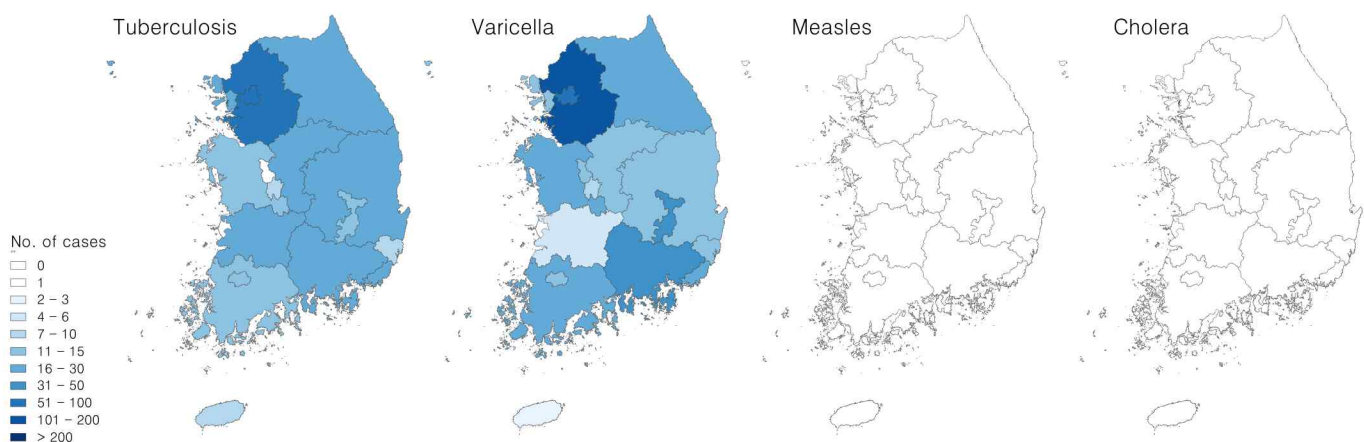 Tuberculosis
Varicella
Measles
Cholera
No. of cases
0
1
2 – 3
4 – 6
7 – 10
11 – 15
16 – 30
31 – 50
51 – 100
101 – 200
> 200